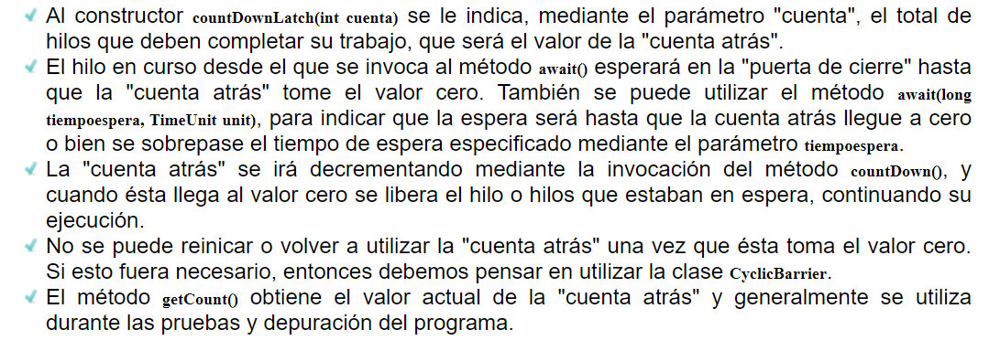 Al constructor countDownLatch(int cuenta) se le indica, mediante el parámetro "cuenta", el total de
hilos que deben completar su trabajo, que será el valor de la "cuenta atrás".
El hilo en curso desde el que se invoca al método await() esperará en la "puerta de cierre" hasta
que la "cuenta atrás" tome el valor cero. También se puede utilizar el método await(long
tiempoespera, TimeUnit unit), para indicar que la espera será hasta que la cuenta atrás llegue a cero
o bien se sobrepase el tiempo de espera especificado mediante el parámetro tiempoespera.
La "cuenta atrás" se irá decrementando mediante la invocación del método countDown(), y
cuando ésta llega al valor cero se libera el hilo o hilos que estaban en espera, continuando su
ejecución.
No se puede reinicar o volver a utilizar la "cuenta atrás" una vez que ésta toma el valor cero.
Si esto fuera necesario, entonces debemos pensar en utilizar la clase CyclicBarrier.
El método getCount() obtiene el valor actual de la "cuenta atrás" y generalmente se utiliza
durante las pruebas y depuración del programa.